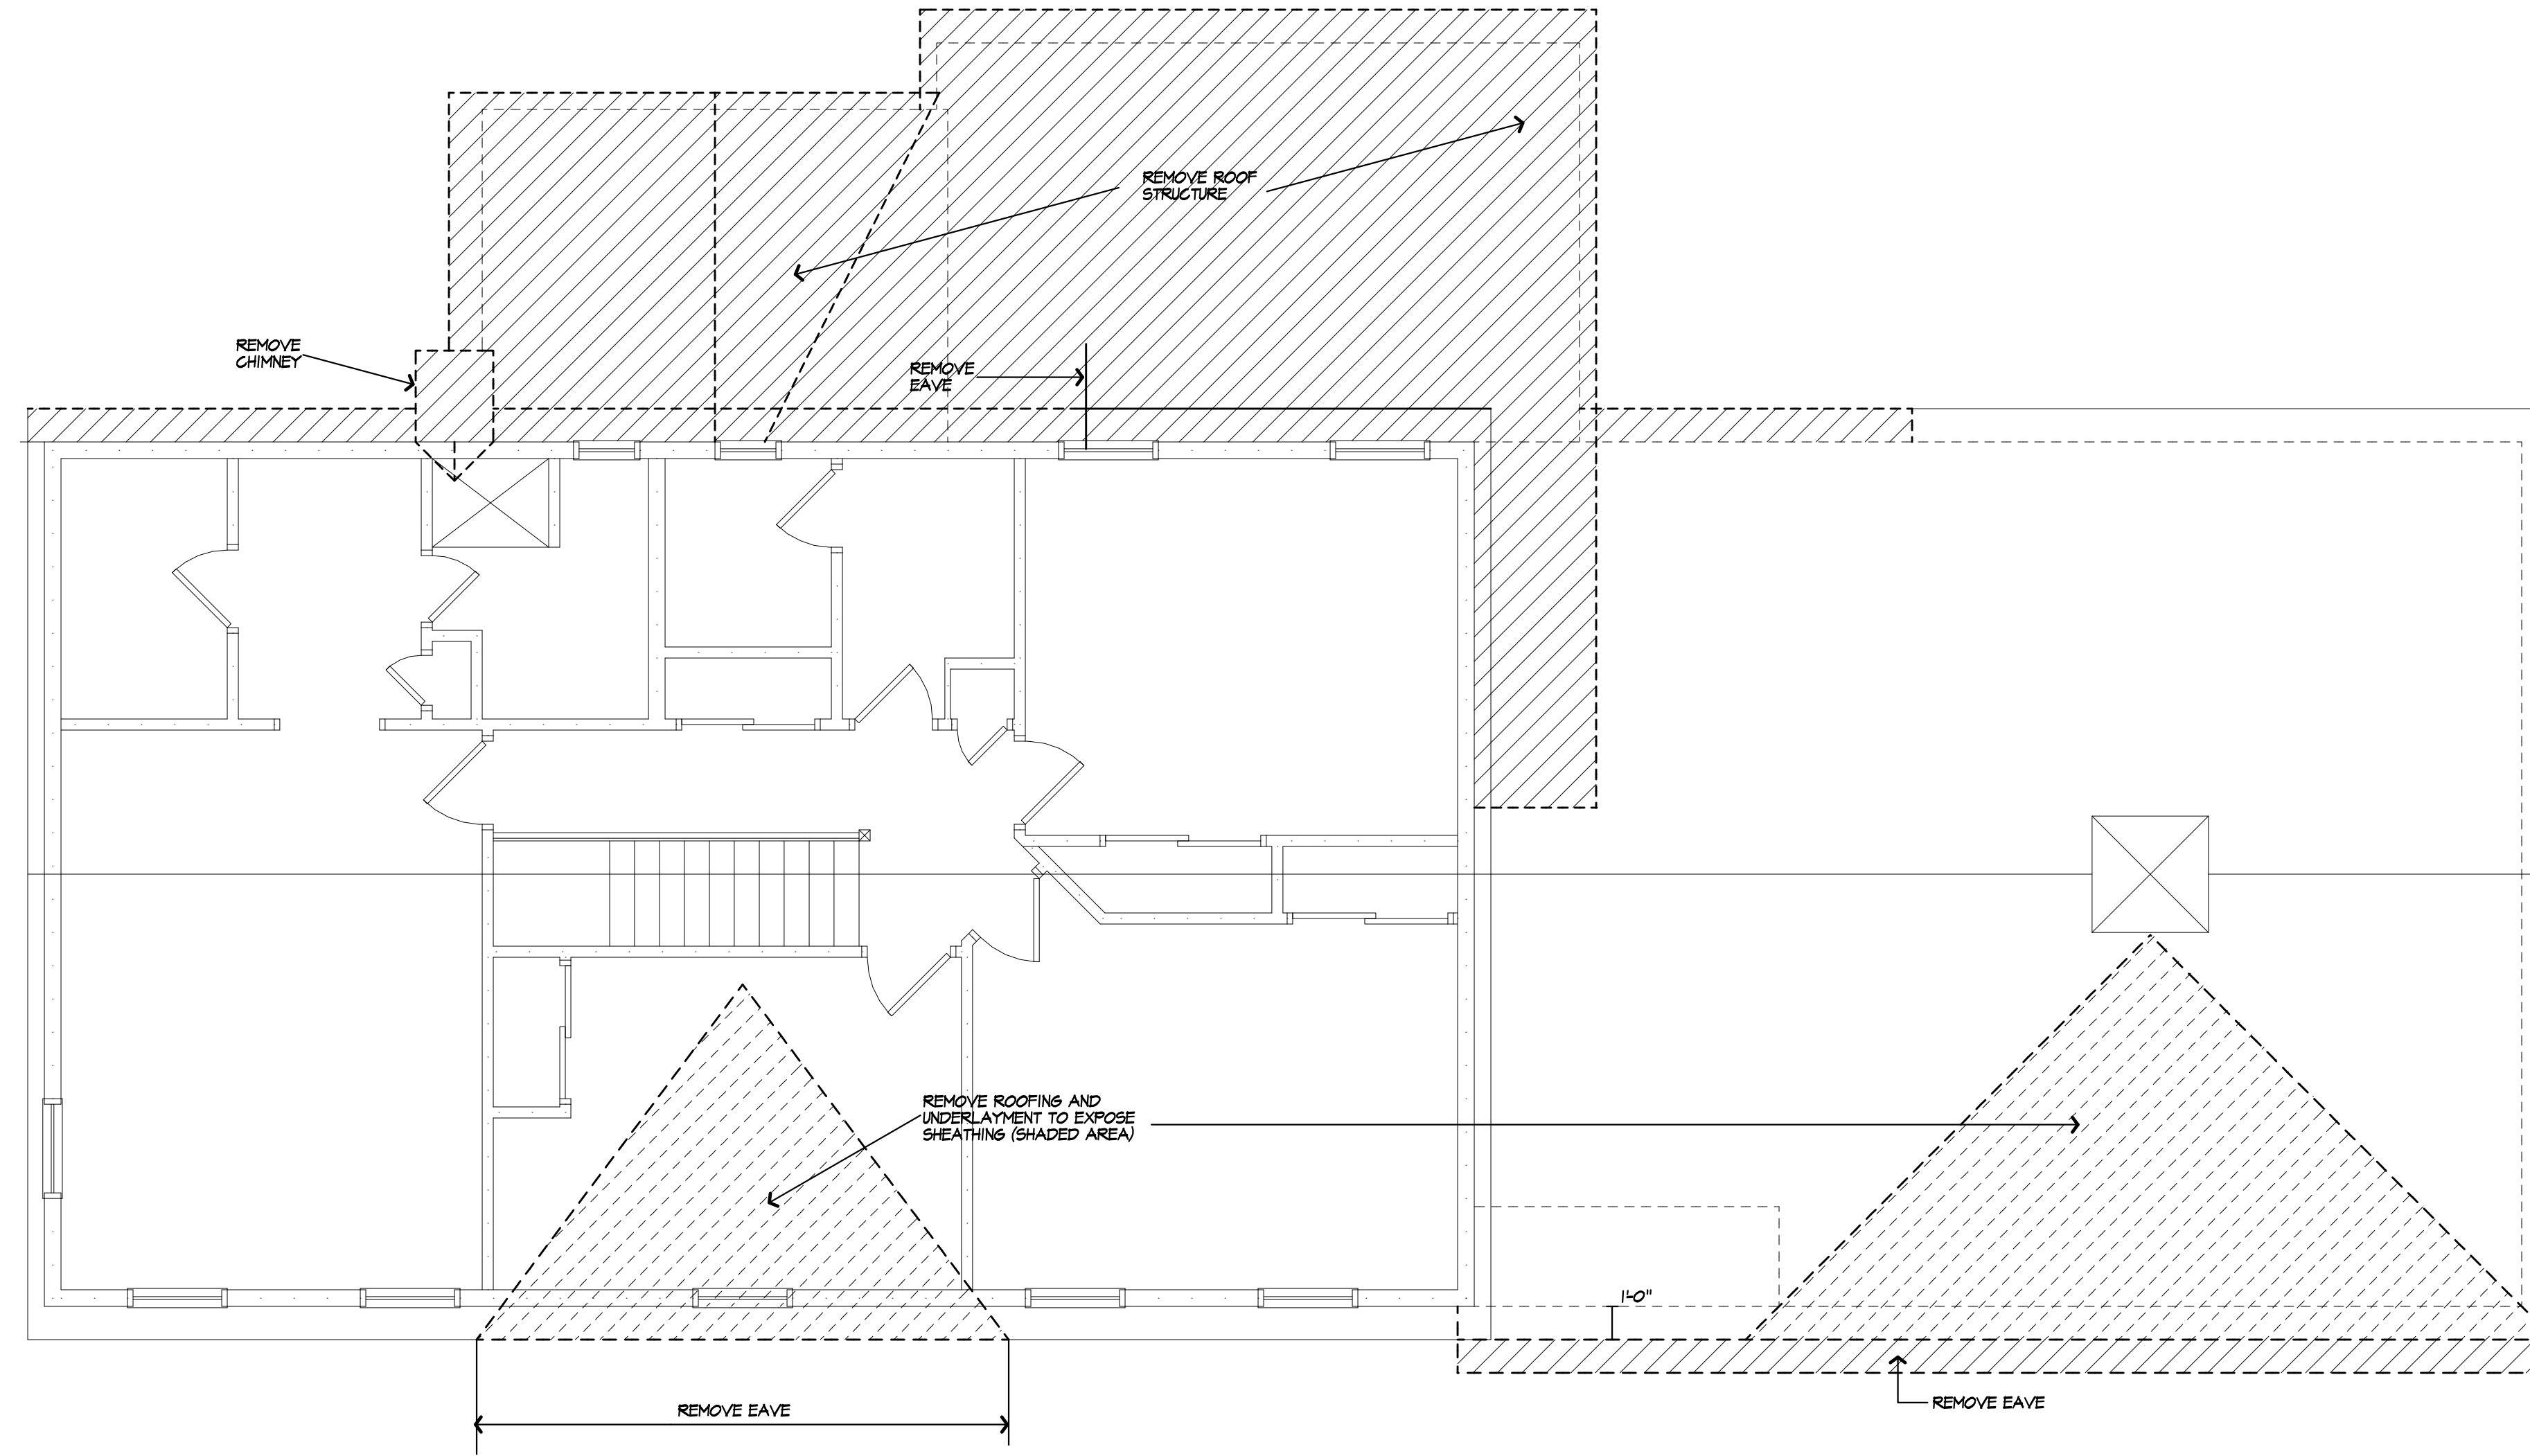 REMOVE ROOF
STRUCTURE
REMOVE
CHIMNEY
REMOVE
EAVE
REMOVE ROOFING AND
UNDERLAYMENT TO EXPOSE
SHEATHING (SHADED AREA)
1'-0"
REMOVE EAVE
REMOVE EAVE